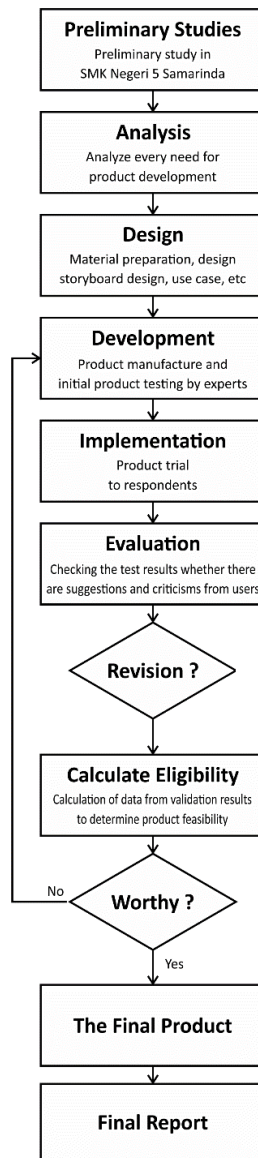 Preliminary Studies
Preliminary study in
SMK Negeri 5 Samarinda
Analysis
Analyze every need for
product development
Design
Material preparation, design
storyboard design, use case, etc
Development
Product manufacture and
initial product testing by experts
Implementation
Product trial
to respondents
Evaluation
Checking the test results whether there
are suggestions and criticisms from users
Revision ?
Calculate Eligibility
Calculation of data from validation results
to determine product feasibility
No
Worthy ?
Yes
The Final Product
Final Report